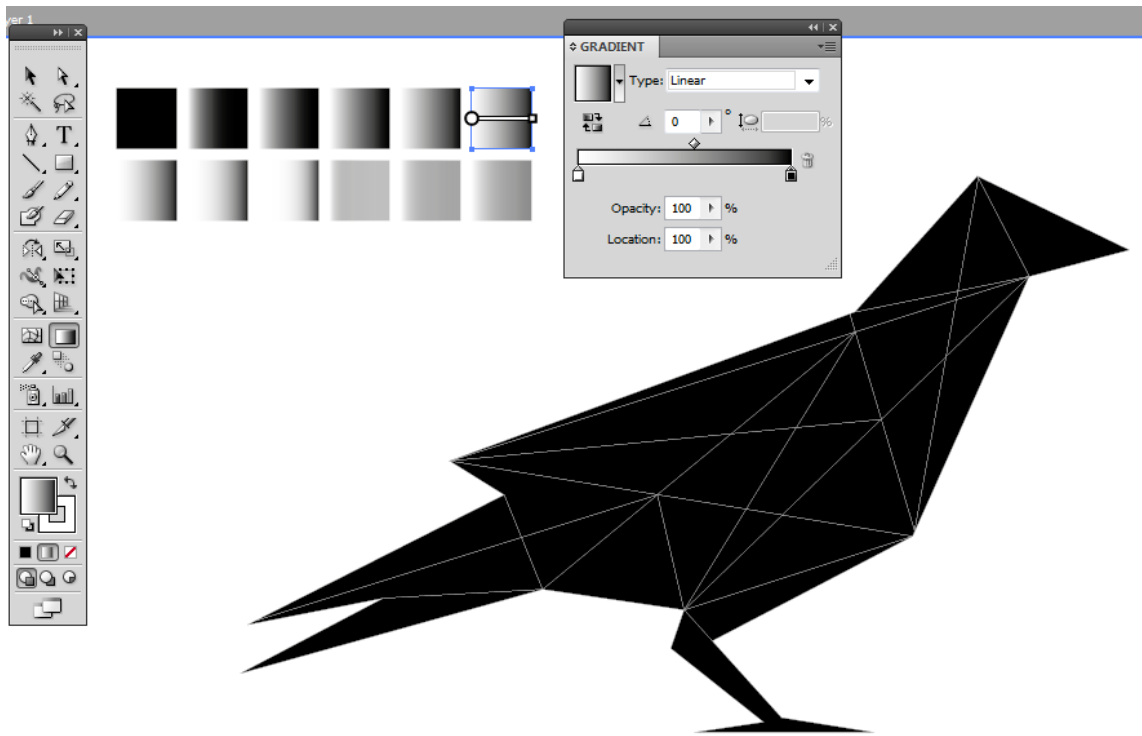 yer 1
GRADIENT
Type: Linear
0 °
%
Opacity: 100 %
Location: 100 %
T